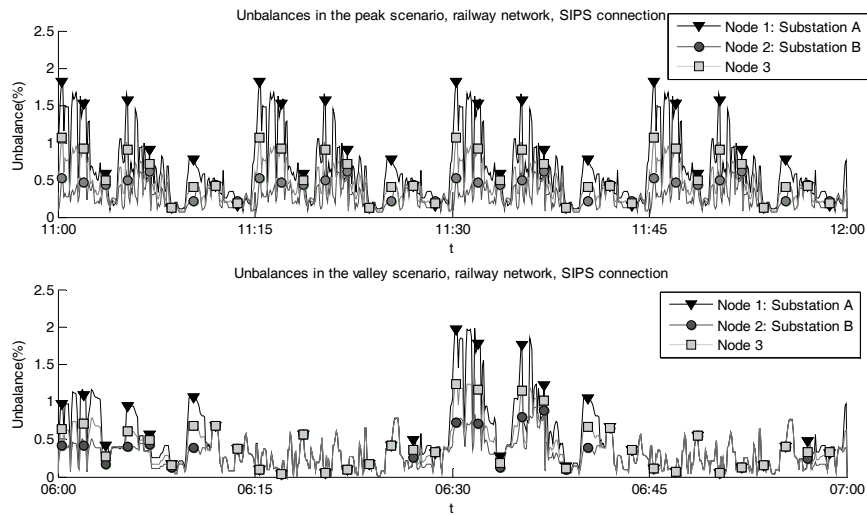 Unbalances in the peak scenario, railway network, SIPS connection
2.5
2
1.5
1
0.5
0
Unbalance(%)
11:00
11:15
11:30
11:45
12:00
t
Node 1: Substation A
Node 2: Substation B
Node 3
Unbalances in the valley scenario, railway network, SIPS connection
2.5
2
1.5
1
0.5
0
Unbalance(%)
06:00
06:15
06:30
06:45
07:00
t
Node 1: Substation A
Node 2: Substation B
Node 3